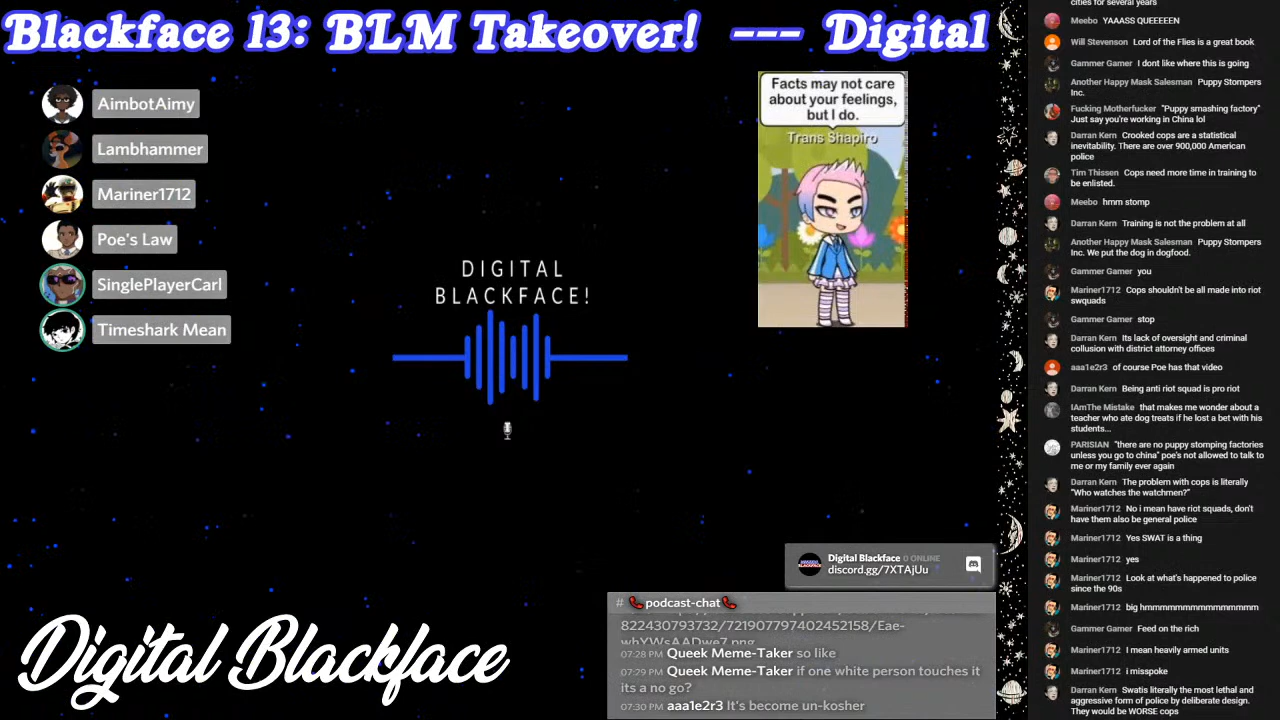 Blackface 13: BLM Takeover! --- Digital
AimbotAimy
Lambhammer
Mariner1712
Poe's Law
SinglePlayerCarl
Timeshark Mean
DIGITAL
BLACKFACE!
Facts may not care
about your feelings,
but I do.
Trans Shapiro
Digital Blackface
Digital Blackface 0 ONLINE
discord.gg/7XTAjUu
# podcast-chat
822430793732/721907797402452158/Eae-
whYWsAADwe7.png
07:28 PM Queek Meme-Taker so like
07:29 PM Queek Meme-Taker if one white person touches it
its a no go?
07:30 PM aaa1e2r3 It's become un-kosher
cities for several years
Meebo YAAASS QUEEEEEN
Will Stevenson Lord of the Flies is a great book
Gammer Gamer I dont like where this is going
Another Happy Mask Salesman Puppy Stompers
Inc.
Fucking Motherfucker "Puppy smashing factory"
Just say you're working in China lol
Darran Kern Crooked cops are a statistical
inevitability. There are over 900,000 American
police
Tim Thissen Cops need more time in training to
be enlisted.
Meebo hmm stomp
Darran Kern Training is not the problem at all
Another Happy Mask Salesman Puppy Stompers
Inc. We put the dog in dogfood.
Gammer Gamer you
Mariner1712 Cops shouldn't be all made into riot
swquads
Gammer Gamer stop
Darran Kern Its lack of oversight and criminal
collusion with district attorney offices
aaa1e2r3 of course Poe has that video
Darran Kern Being anti riot squad is pro riot
IAmThe Mistake that makes me wonder about a
teacher who ate dog treats if he lost a bet with his
students...
PARISIAN "there are no puppy stomping factories
unless you go to china" poe's not allowed to talk to
me or my family ever again
Darran Kern The problem with cops is literally
"Who watches the watchmen?"
Mariner1712 No i mean have riot squads, don't
have them also be general police
Mariner1712 Yes SWAT is a thing
Mariner1712 yes
Mariner1712 Look at what's happened to police
since the 90s
Mariner1712 big hmmmmmmmmmmmmmmm
Gammer Gamer Feed on the rich
Mariner1712 I mean heavily armed units
Mariner1712 i misspoke
Darran Kern Swatis literally the most lethal and
aggressive form of police by deliberate design.
They would be WORSE cops